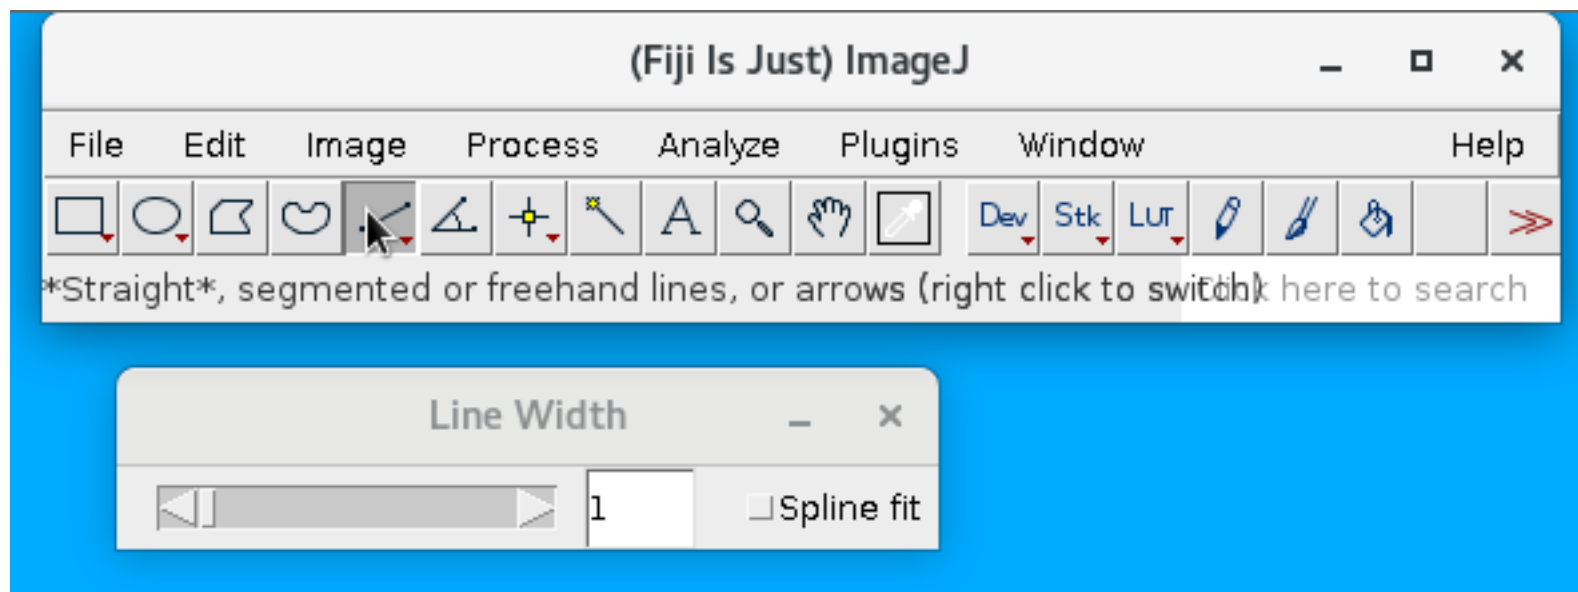 (Fiji Is Just) ImageJ
File Edit Image Process Analyze Plugins Window Help
A Dev Stk LUT
*Straight*, segmented or freehand lines, or arrows (right click to switch) Click here to search
Line Width
1 Spline fit